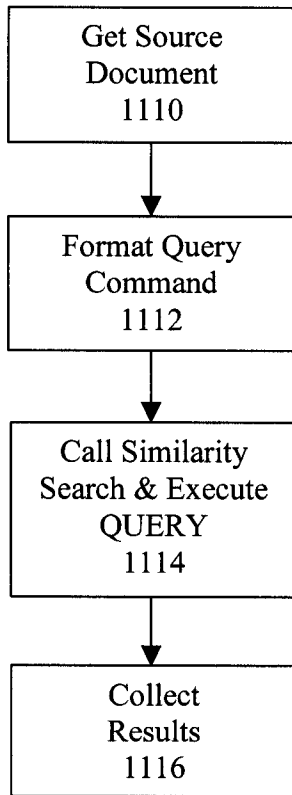 Get Source
Document
1110
Format Query
Command
1112
Call Similarity
Search & Execute
QUERY
1114
Collect
Results
1116